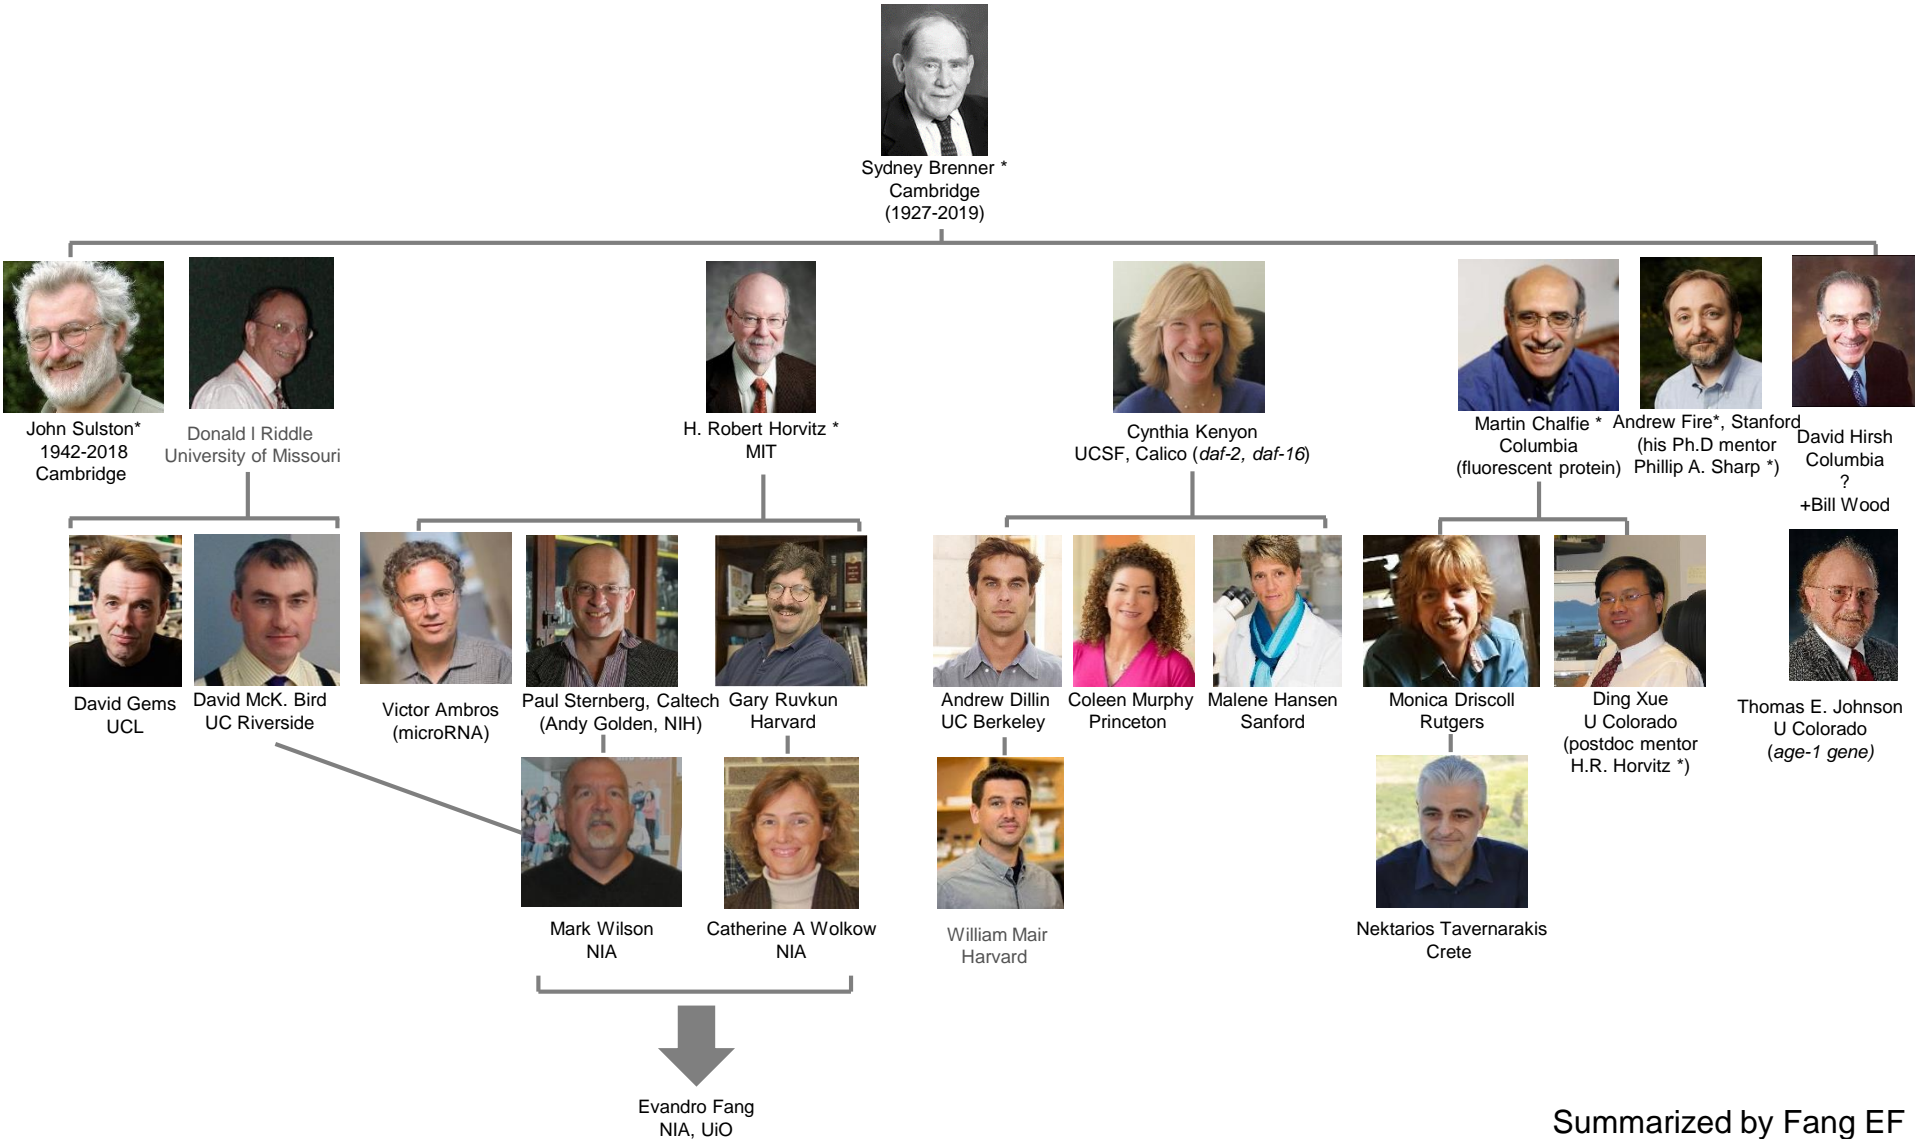 Sydney Brenner *
Cambridge
(1927-2019)
John Sulston*
1942-2018
Cambridge
Donald I Riddle
University of Missouri
H. Robert Horvitz *
MIT
Cynthia Kenyon
UCSF, Calico (daf-2, daf-16)
Martin Chalfie *
Columbia
(fluorescent protein)
Andrew Fire*, Stanford
(his Ph.D mentor
Phillip A. Sharp *)
David Hirsh
Columbia
?
+Bill Wood
David Gems
UCL
David McK. Bird
UC Riverside
Victor Ambros
(microRNA)
Paul Sternberg, Caltech
(Andy Golden, NIH)
Gary Ruvkun
Harvard
Andrew Dillin
UC Berkeley
Coleen Murphy
Princeton
Malene Hansen
Sanford
Monica Driscoll
Rutgers
Ding Xue
U Colorado
(postdoc mentor
H.R. Horvitz *)
Thomas E. Johnson
U Colorado
(age-1 gene)
Mark Wilson
NIA
Catherine A Wolkow
NIA
William Mair
Harvard
Nektarios Tavernarakis
Crete
Evandro Fang
NIA, UiO
Summarized by Fang EF